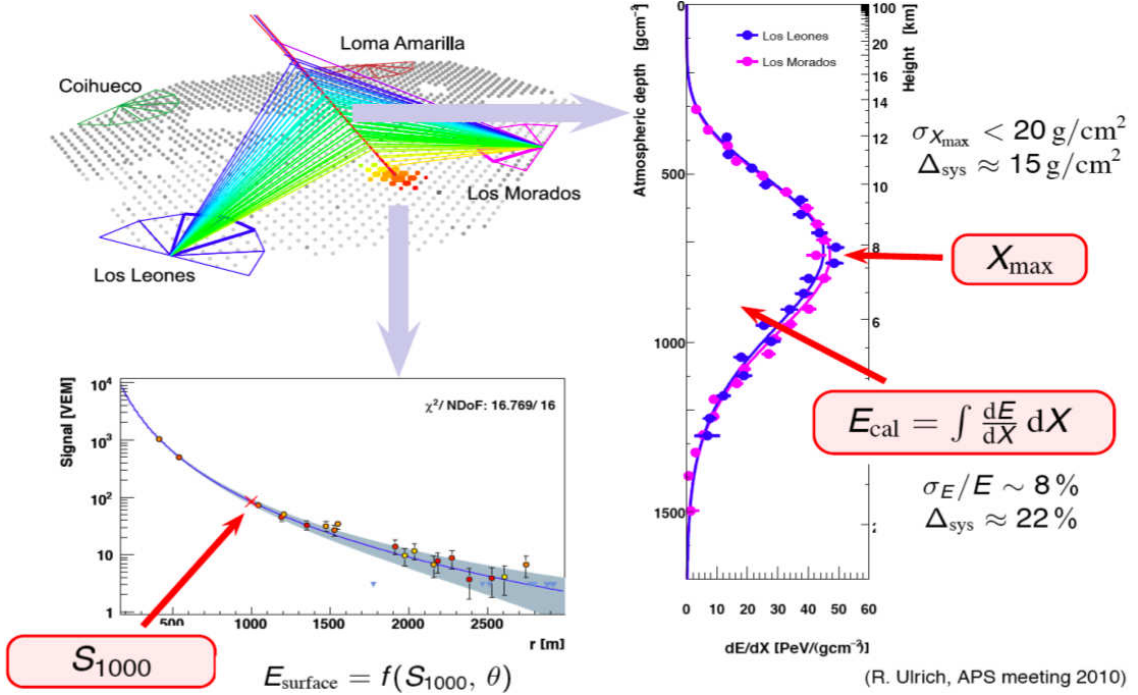 Loma Amarilla
Coihueco
Los Morados
Los Leones
0
500
1000
1500
Atmospheric depth [gcm⁻²]
Los Leones
Los Morados
100
20
16
14
12
10
8
6
4
Height [km]
0 10 20 30 40 50 60
dE/dX [PeV/(gcm⁻²)]
σ_Xmax < 20 g/cm²
Δsys ≈ 15 g/cm²
Xmax
Ecal = ∫ dE/dX dX
σE/E ~ 8 %
Δsys ≈ 22 %
χ²/ NDoF: 16.769/ 16
Signal [VEM]
10⁴
10³
10²
10
1
500 1000 1500 2000 2500
r [m]
S1000
Esurface = f(S1000, θ)
(R. Ulrich, APS meeting 2010)